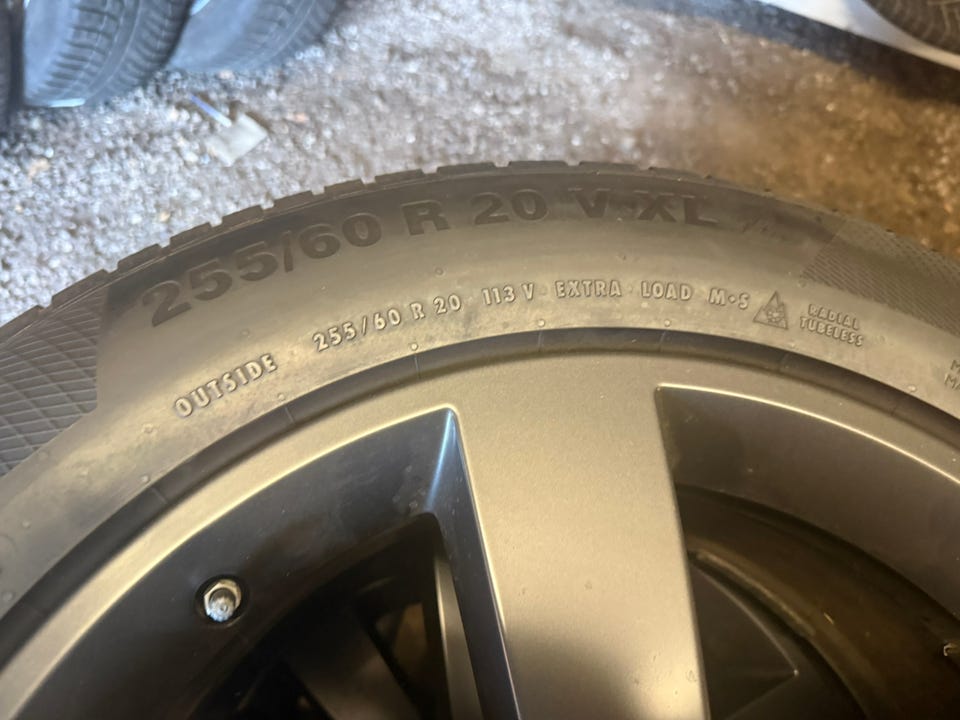 255/60 R 20 V XL
OUTSIDE 255/60 R 20 113 V EXTRA LOAD M•S
RADIAL
TUBELESS